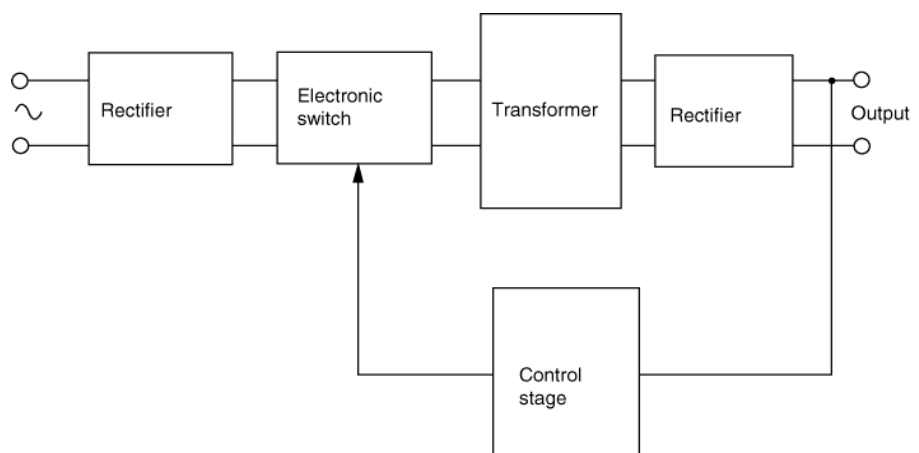 Rectifier
Electronic
switch
Transformer
Rectifier
Output
Control
stage